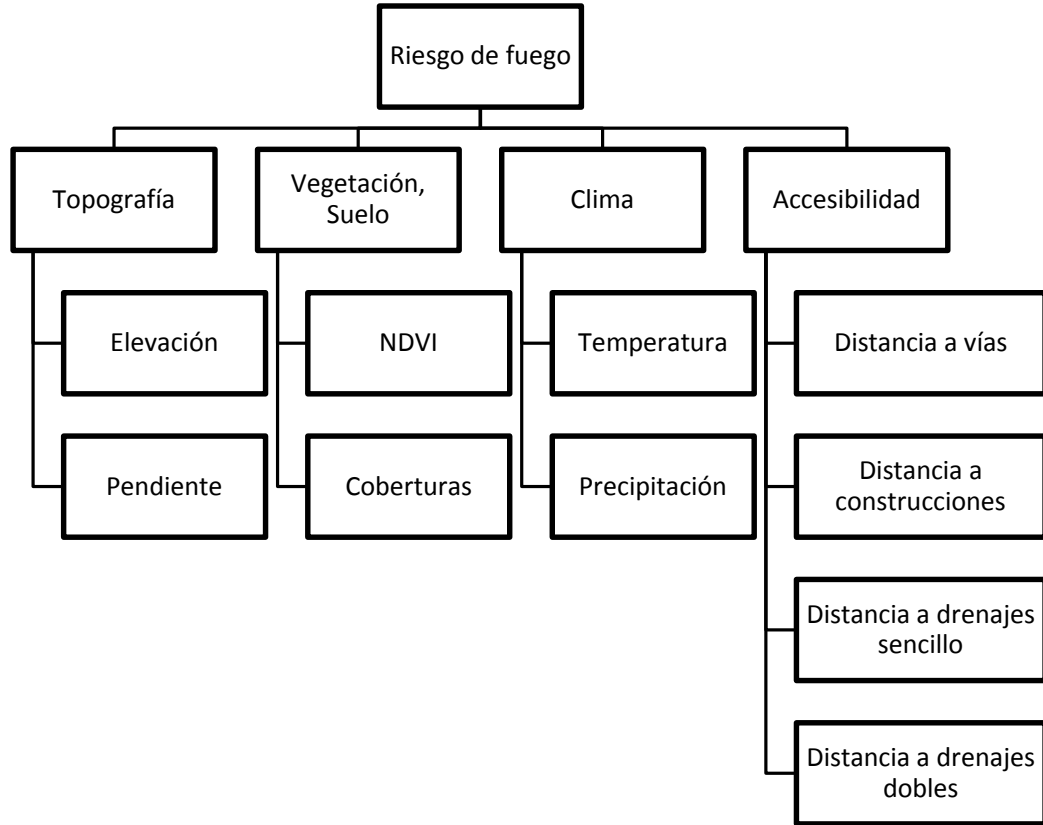 Riesgo de fuego
Topografía
Vegetación,
Suelo
Clima
Accesibilidad
Elevación
NDVI
Temperatura
Distancia a vías
Pendiente
Coberturas
Precipitación
Distancia a
construcciones
Distancia a drenajes
sencillo
Distancia a drenajes
dobles